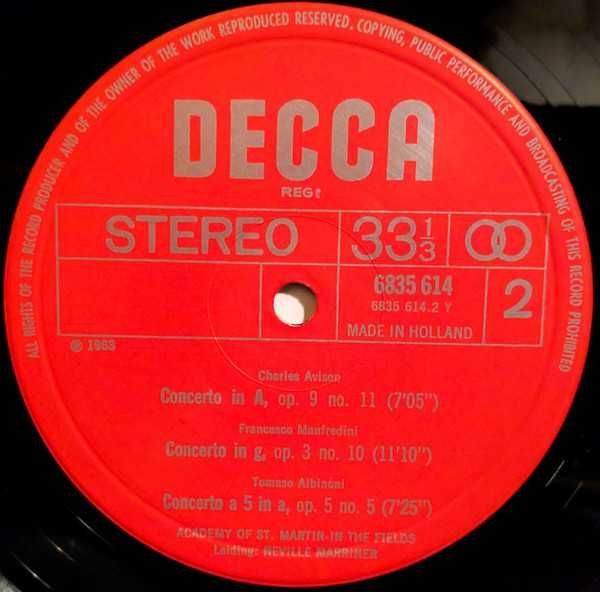 ALL RIGHTS OF THE RECORD PRODUCER AND OF THE OWNER OF THE WORK REPRODUCED RESERVED. COPYING, PUBLIC PERFORMANCE AND BROADCASTING OF THIS RECORD PROHIBITED
DECCA
REGD
STEREO
33 1/3
6835 614
6835 614.2 Y
MADE IN HOLLAND
2
℗ 1963
Charles Avison
Concerto in A, op. 9 no. 11 (7'05")
Francesco Manfredini
Concerto in g, op. 3 no. 10 (11'10")
Tomaso Albinoni
Concerto a 5 in a, op. 5 no. 5 (7'25")
ACADEMY OF ST. MARTIN-IN THE FIELDS
Leiding: NEVILLE MARRINER